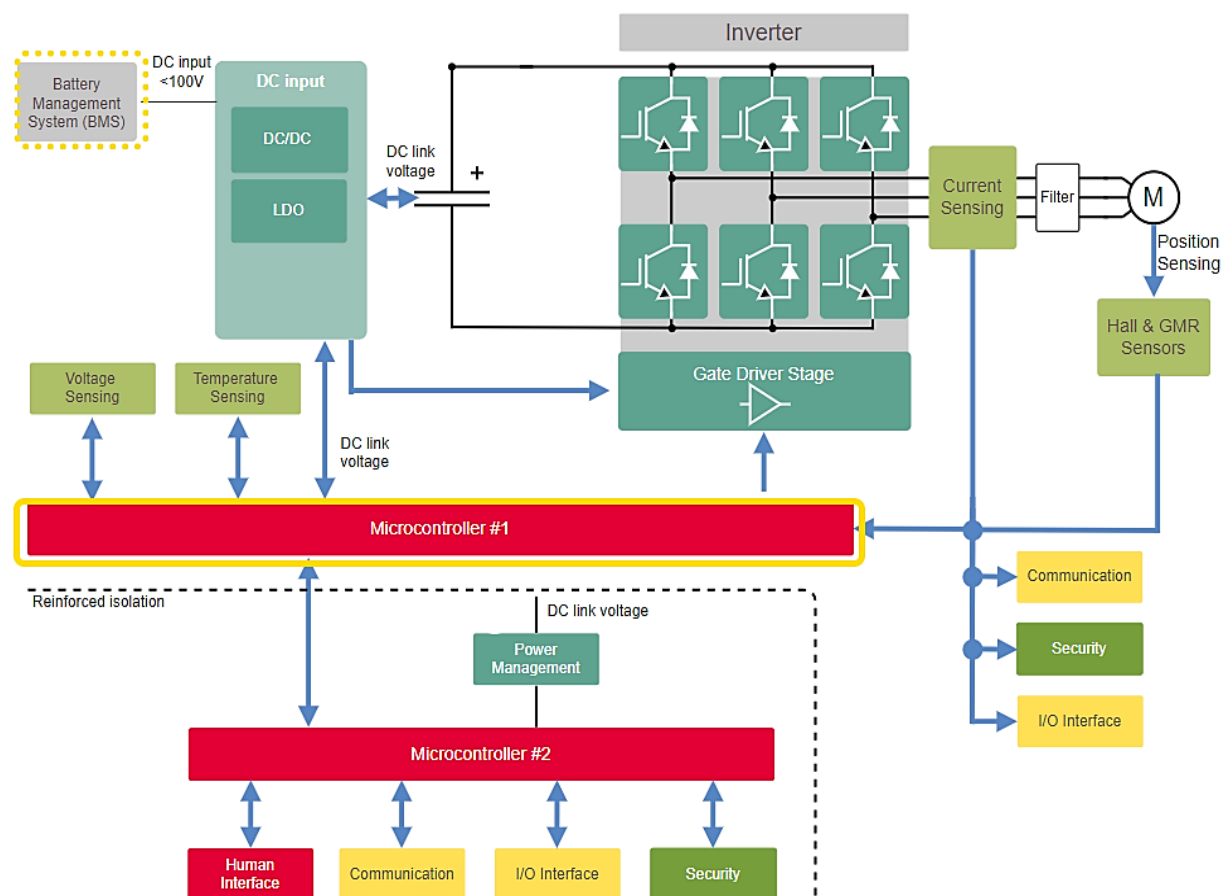 Inverter
DC input
<100V
Battery
Management
System (BMS)
DC input
DC/DC
LDO
DC link
voltage
+
Current
Sensing
Filter
M
Position
Sensing
Hall & GMR
Sensors
Gate Driver Stage
Voltage
Sensing
Temperature
Sensing
DC link
voltage
Microcontroller #1
Communication
Security
I/O Interface
Reinforced isolation
DC link voltage
Power
Management
Microcontroller #2
Human
Interface
Communication
I/O Interface
Security